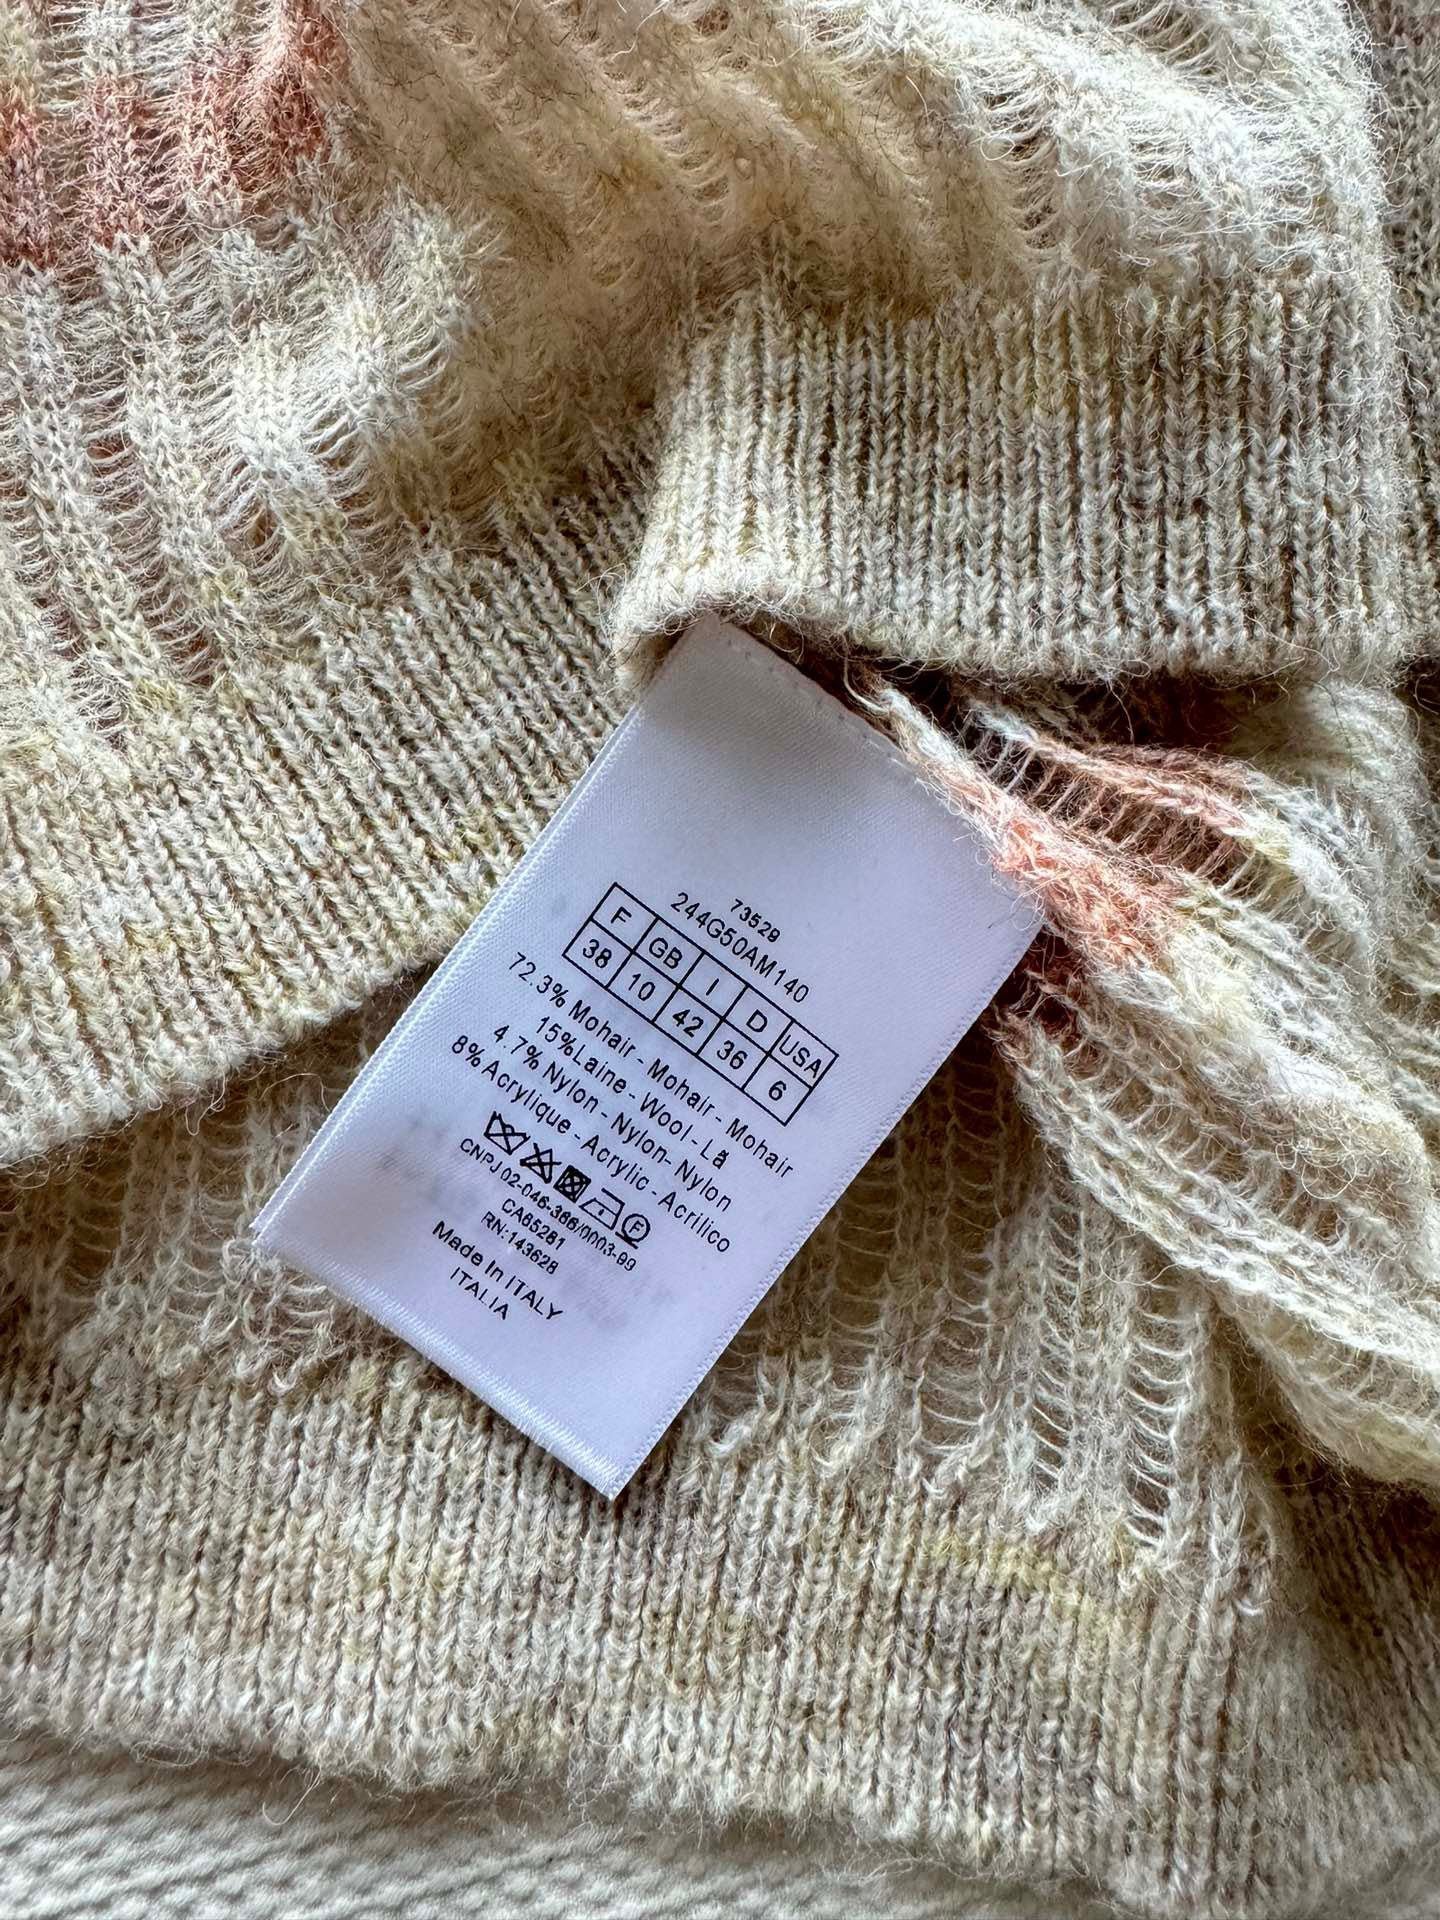 73529
244G50AM140
F GB I D USA
38 10 42 36 6
72.3% Mohair - Mohair - Mohair
15%Laine - Wool - Lã
4.7% Nylon - Nylon- Nylon
8% Acrylique - Acrylic - Acrilico
F
CNPJ 02-046-366/0003-99
CA65281
RN:143628
Made In ITALY
ITALIA